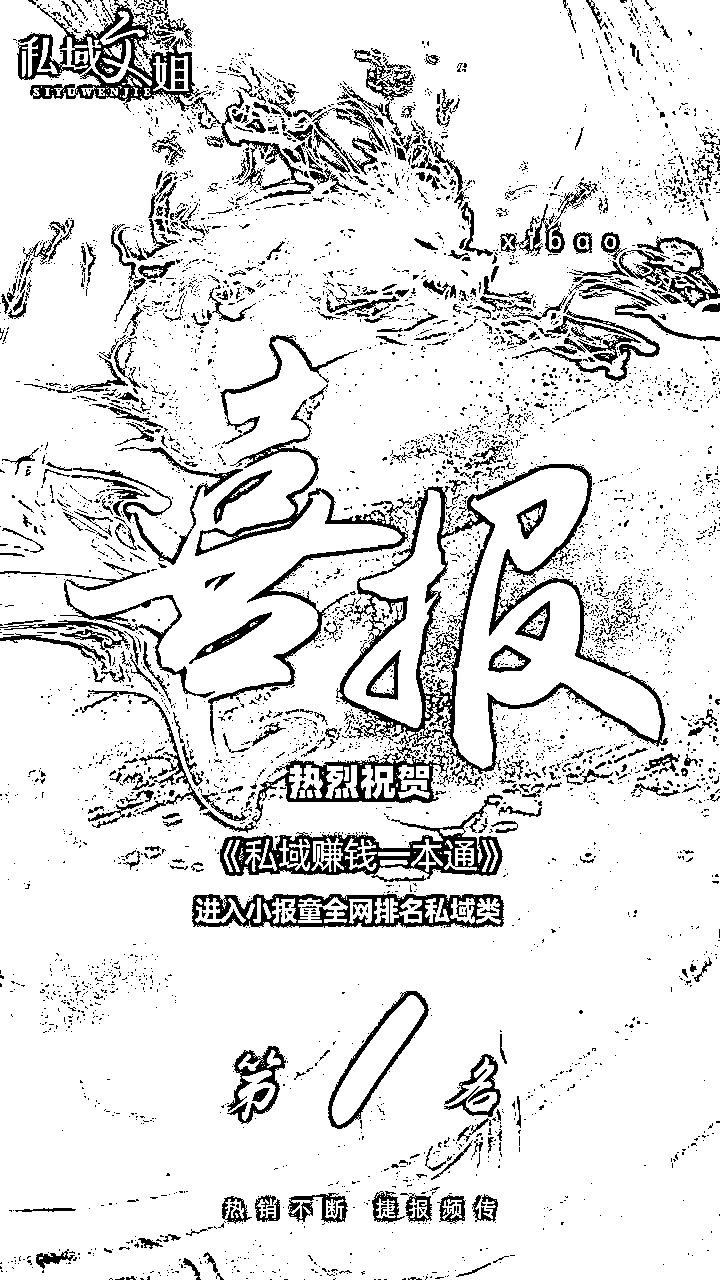 私域文姐
SIYUWENJIE
xibao
喜报
热烈祝贺
《私域赚钱一本通》
进入小报童全网排名私域类
第1名
热销不断 捷报频传